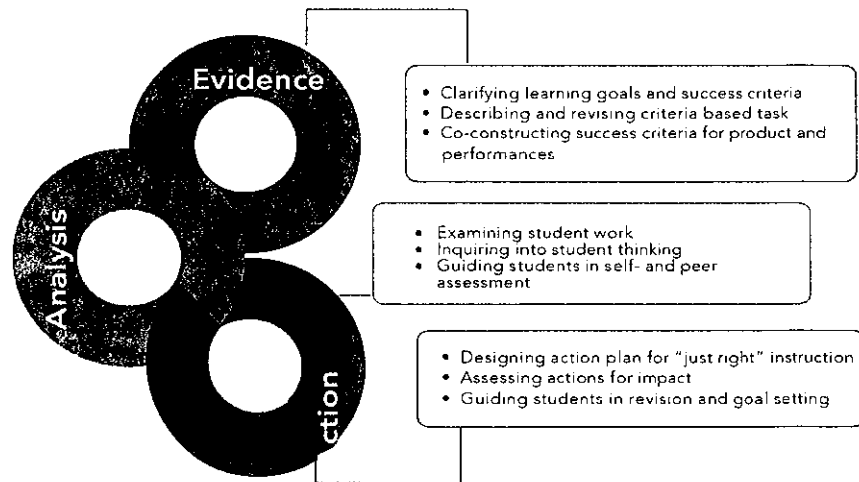 Evidence
• Clarifying learning goals and success criteria
• Describing and revising criteria based task
• Co-constructing success criteria for product and
performances
Analysis
• Examining student work
• Inquiring into student thinking
• Guiding students in self- and peer
assessment
ction
• Designing action plan for “just right” instruction
• Assessing actions for impact
• Guiding students in revision and goal setting